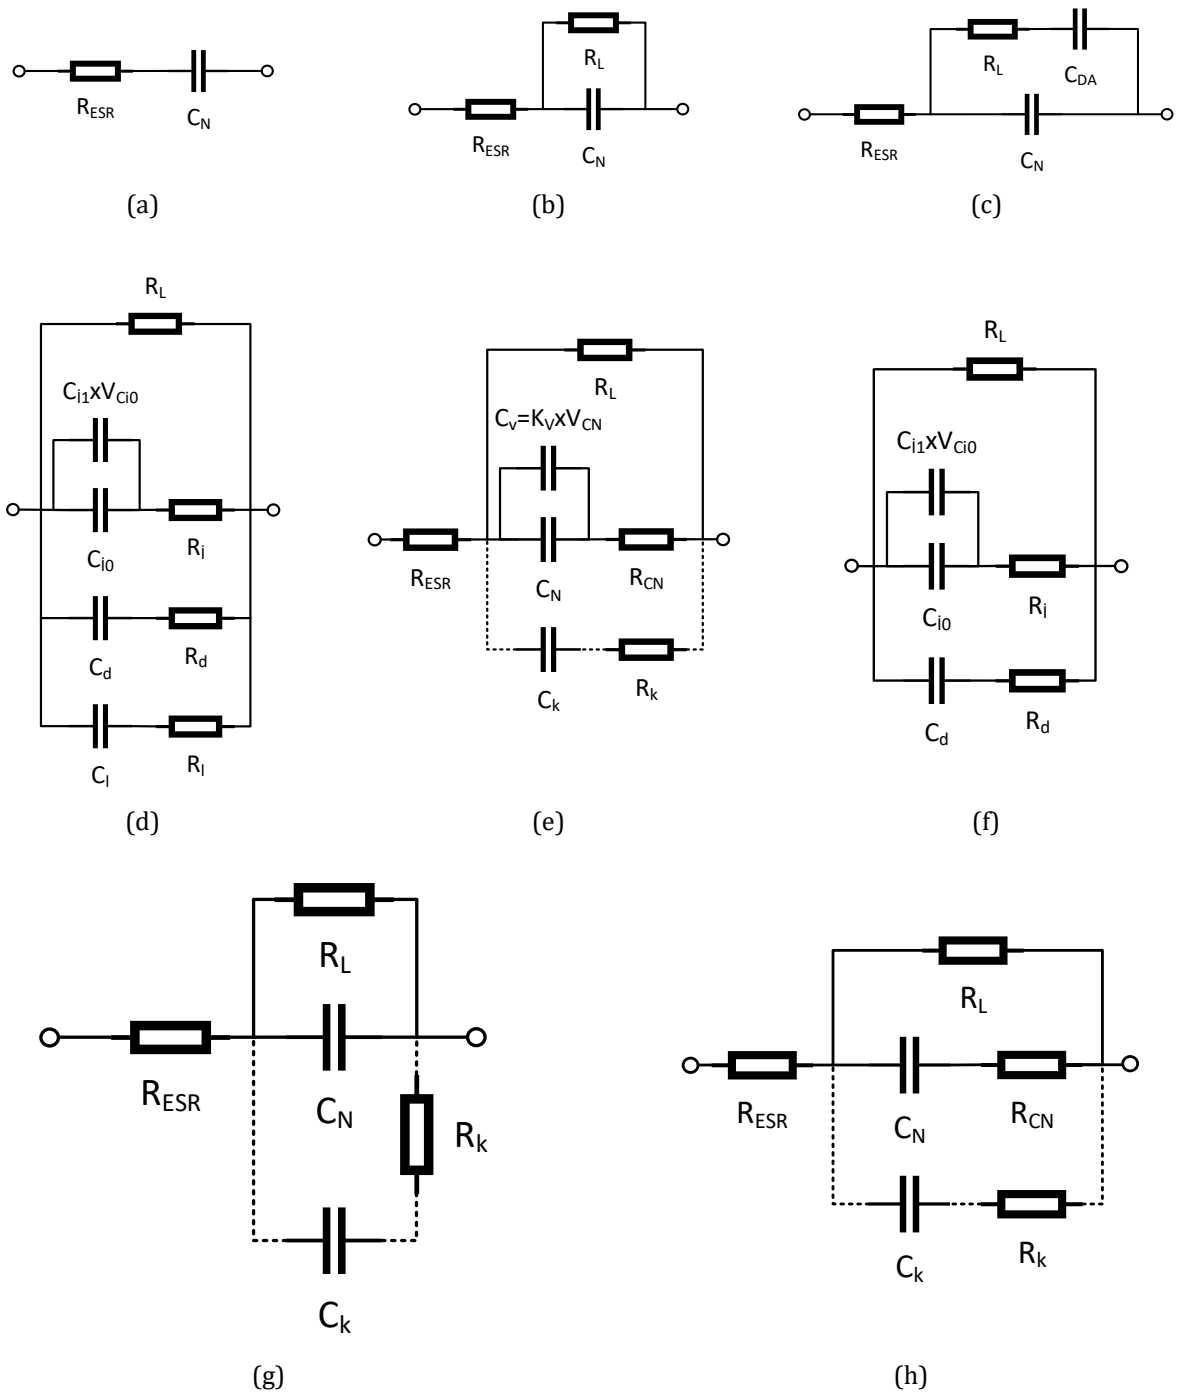 R_ESR C_N
(a)
R_L
R_ESR C_N
(b)
R_L C_DA
R_ESR C_N
(c)
R_L
C_i1xV_Ci0
C_i0 R_i
C_d R_d
C_l R_l
(d)
R_L
C_v=K_VxV_CN
R_ESR C_N R_CN
C_k R_k
(e)
R_L
C_i1xV_Ci0
C_i0 R_i
C_d R_d
(f)
R_L
R_ESR C_N
R_k
C_k
(g)
R_L
R_ESR C_N R_CN
C_k R_k
(h)